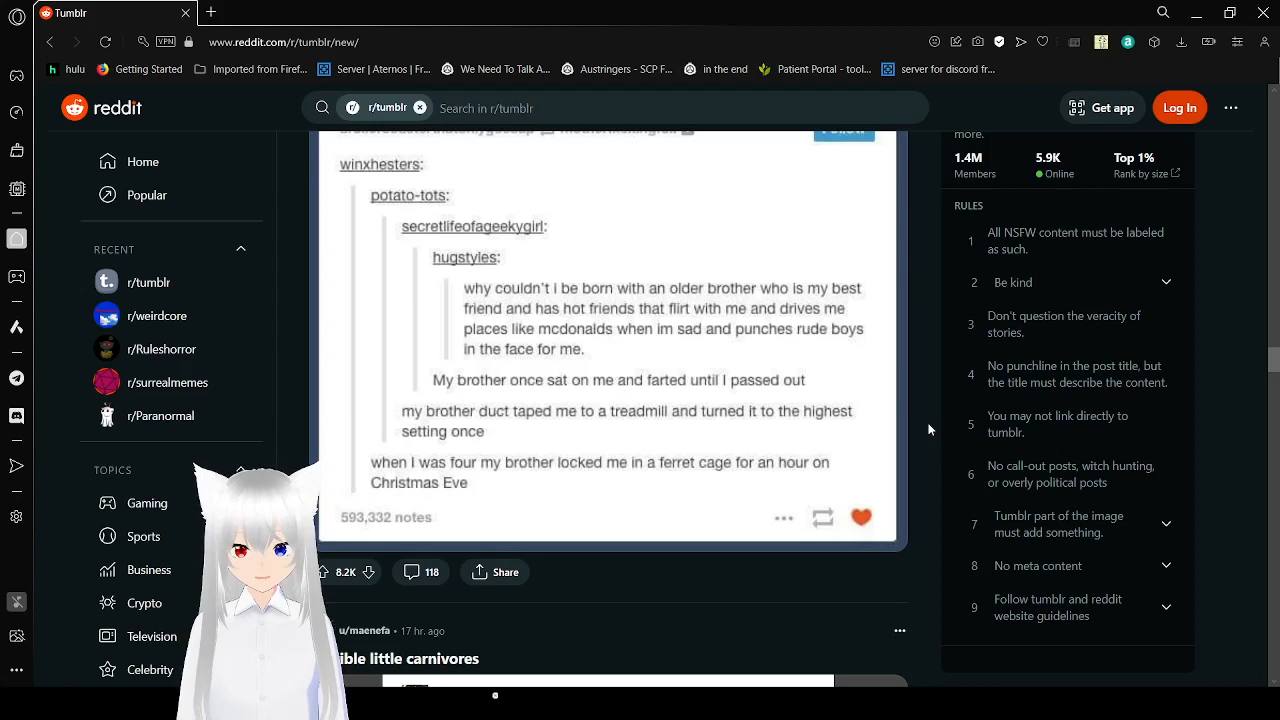 Tumblr
VPN
www.reddit.com/r/tumblr/new/
hulu
Getting Started
Imported from Firef...
Server | Aternos | Fr...
We Need To Talk A...
Austringers - SCP F...
in the end
Patient Portal - tool...
server for discord fr...
reddit
r/ r/tumblr
Search in r/tumblr
Get app
Log In
Home
Popular
RECENT
r/tumblr
r/weirdcore
r/Ruleshorror
r/surrealmemes
r/Paranormal
TOPICS
Gaming
Sports
Business
Crypto
Television
Celebrity
winxhesters:
potato-tots:
secretlifeofageekygirl:
hugstyles:
why couldn't i be born with an older brother who is my best
friend and has hot friends that flirt with me and drives me
places like mcdonalds when im sad and punches rude boys
in the face for me.
My brother once sat on me and farted until I passed out
my brother duct taped me to a treadmill and turned it to the highest
setting once
when I was four my brother locked me in a ferret cage for an hour on
Christmas Eve
593,332 notes
8.2K
118
Share
u/maenefa • 17 hr. ago
ible little carnivores
more.
1.4M
Members
5.9K
Online
Top 1%
Rank by size
RULES
1 All NSFW content must be labeled
as such.
2 Be kind
3 Don't question the veracity of
stories.
4 No punchline in the post title, but
the title must describe the content.
5 You may not link directly to
tumblr.
6 No call-out posts, witch hunting,
or overly political posts
7 Tumblr part of the image
must add something.
8 No meta content
9 Follow tumblr and reddit
website guidelines